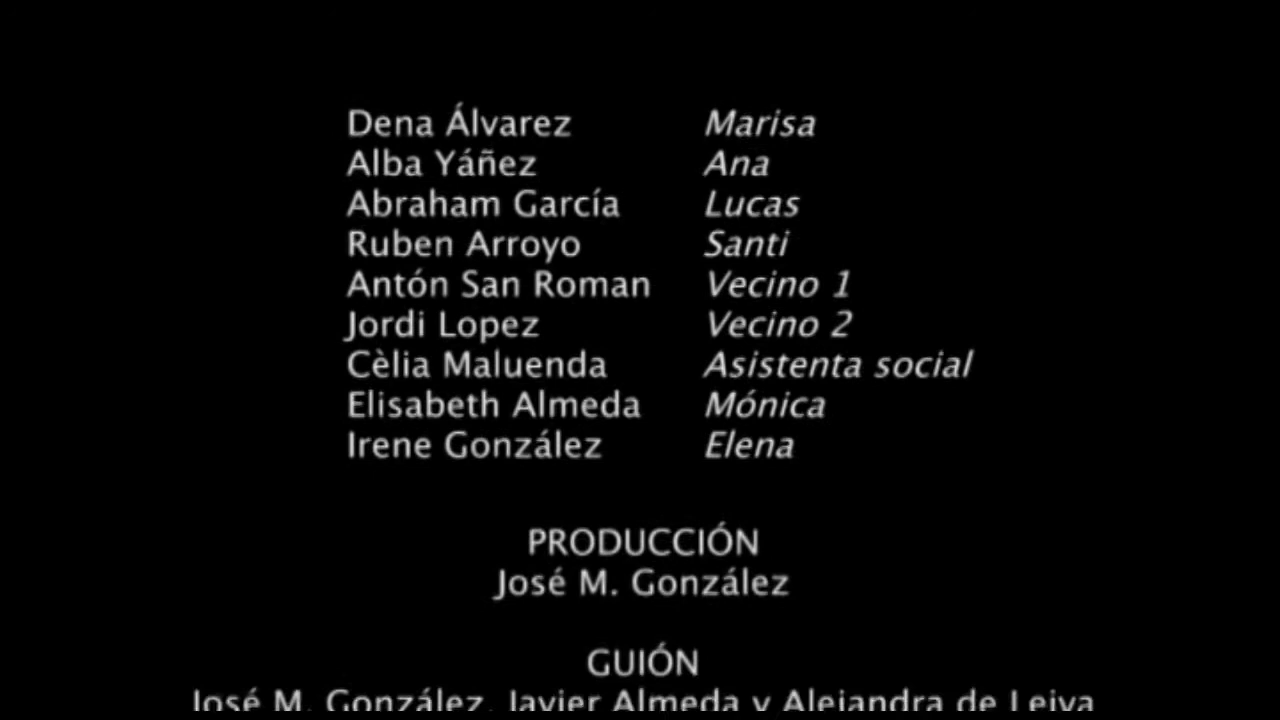 Dena Álvarez Marisa
Alba Yáñez Ana
Abraham García Lucas
Ruben Arroyo Santi
Antón San Roman Vecino 1
Jordi Lopez Vecino 2
Cèlia Maluenda Asistenta social
Elisabeth Almeda Mónica
Irene González Elena
PRODUCCIÓN
José M. González
GUIÓN
José M. González, Javier Almeda y Alejandra de Leiva